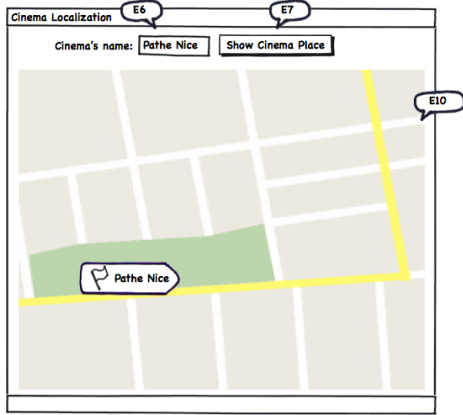 Cinema Localization
E6
E7
Cinema's name: Pathe Nice Show Cinema Place
E10
Pathe Nice